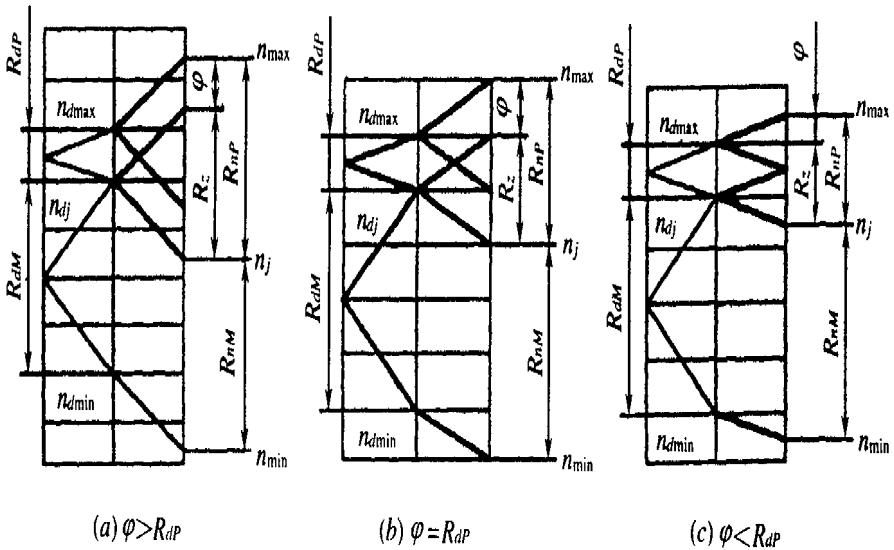 R_dP
n_max
φ
n_dmax
R_z
R_nP
n_dj
n_j
R_dM
R_nM
n_dmin
n_min
(a) φ>R_dP
R_dP
n_max
φ
n_dmax
R_z
R_nP
n_dj
n_j
R_dM
R_nM
n_dmin
n_min
(b) φ=R_dP
R_dP
φ
n_max
n_dmax
R_z
R_nP
n_dj
n_j
R_dM
R_nM
n_dmin
n_min
(c) φ<R_dP